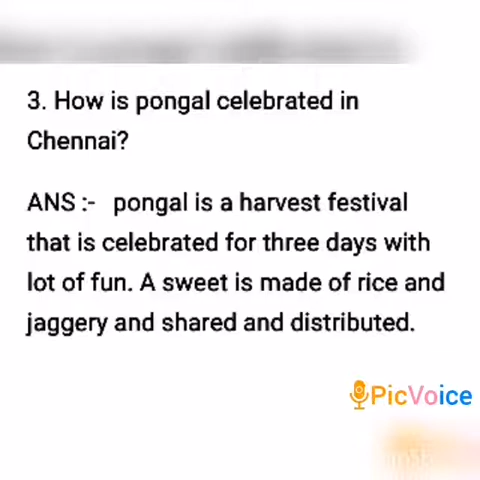 3. How is pongal celebrated in
Chennai?
ANS :- pongal is a harvest festival
that is celebrated for three days with
lot of fun. A sweet is made of rice and
jaggery and shared and distributed.
PicVoice